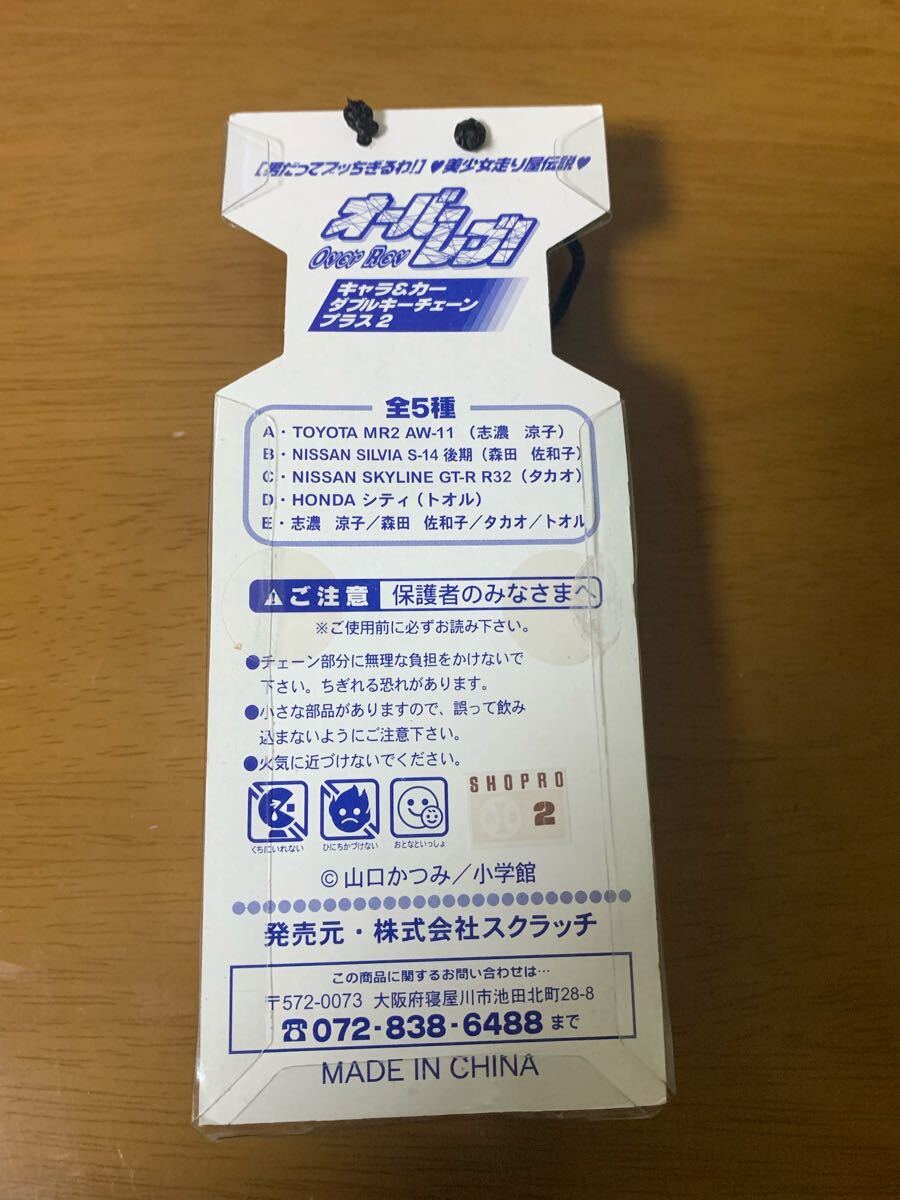 [男だってブッちぎるわ!]♥美少女走り屋伝説♥
オーバーレブ!
Over Rev
キャラ&カー
ダブルキーチェーン
プラス2
全5種
A・TOYOTA MR2 AW-11 (志濃 涼子)
B・NISSAN SILVIA S-14 後期 (森田 佐和子)
C・NISSAN SKYLINE GT-R R32 (タカオ)
D・HONDA シティ (トオル)
E・志濃 涼子/森田 佐和子/タカオ/トオル
ご注意 保護者のみなさまへ
※ご使用前に必ずお読み下さい。
●チェーン部分に無理な負担をかけないで
下さい。ちぎれる恐れがあります。
●小さな部品がありますので、誤って飲み
込まないようにご注意下さい。
●火気に近づけないでください。
くちにいれない ひにちかづけない おとなといっしょ
SHOPRO
2
©山口かつみ/小学館
発売元・株式会社スクラッチ
この商品に関するお問い合わせは…
〒572-0073 大阪府寝屋川市池田北町28-8
☎072-838-6488まで
MADE IN CHINA